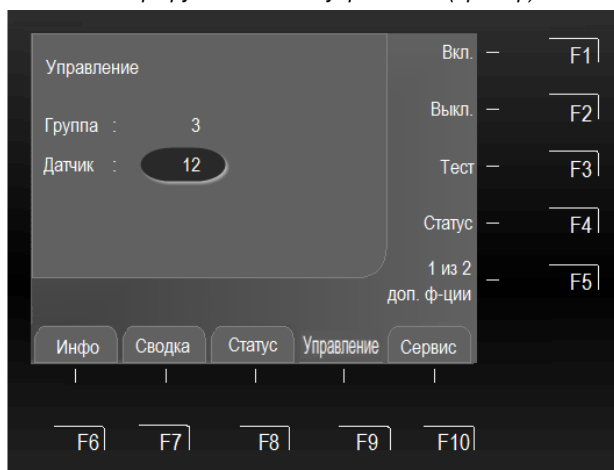 Управление
Вкл. – F1
Группа : 3
Выкл. – F2
Датчик : 12
Тест – F3
Статус – F4
1 из 2
доп. ф-ции – F5
Инфо Сводка Статус Управление Сервис
F6 F7 F8 F9 F10